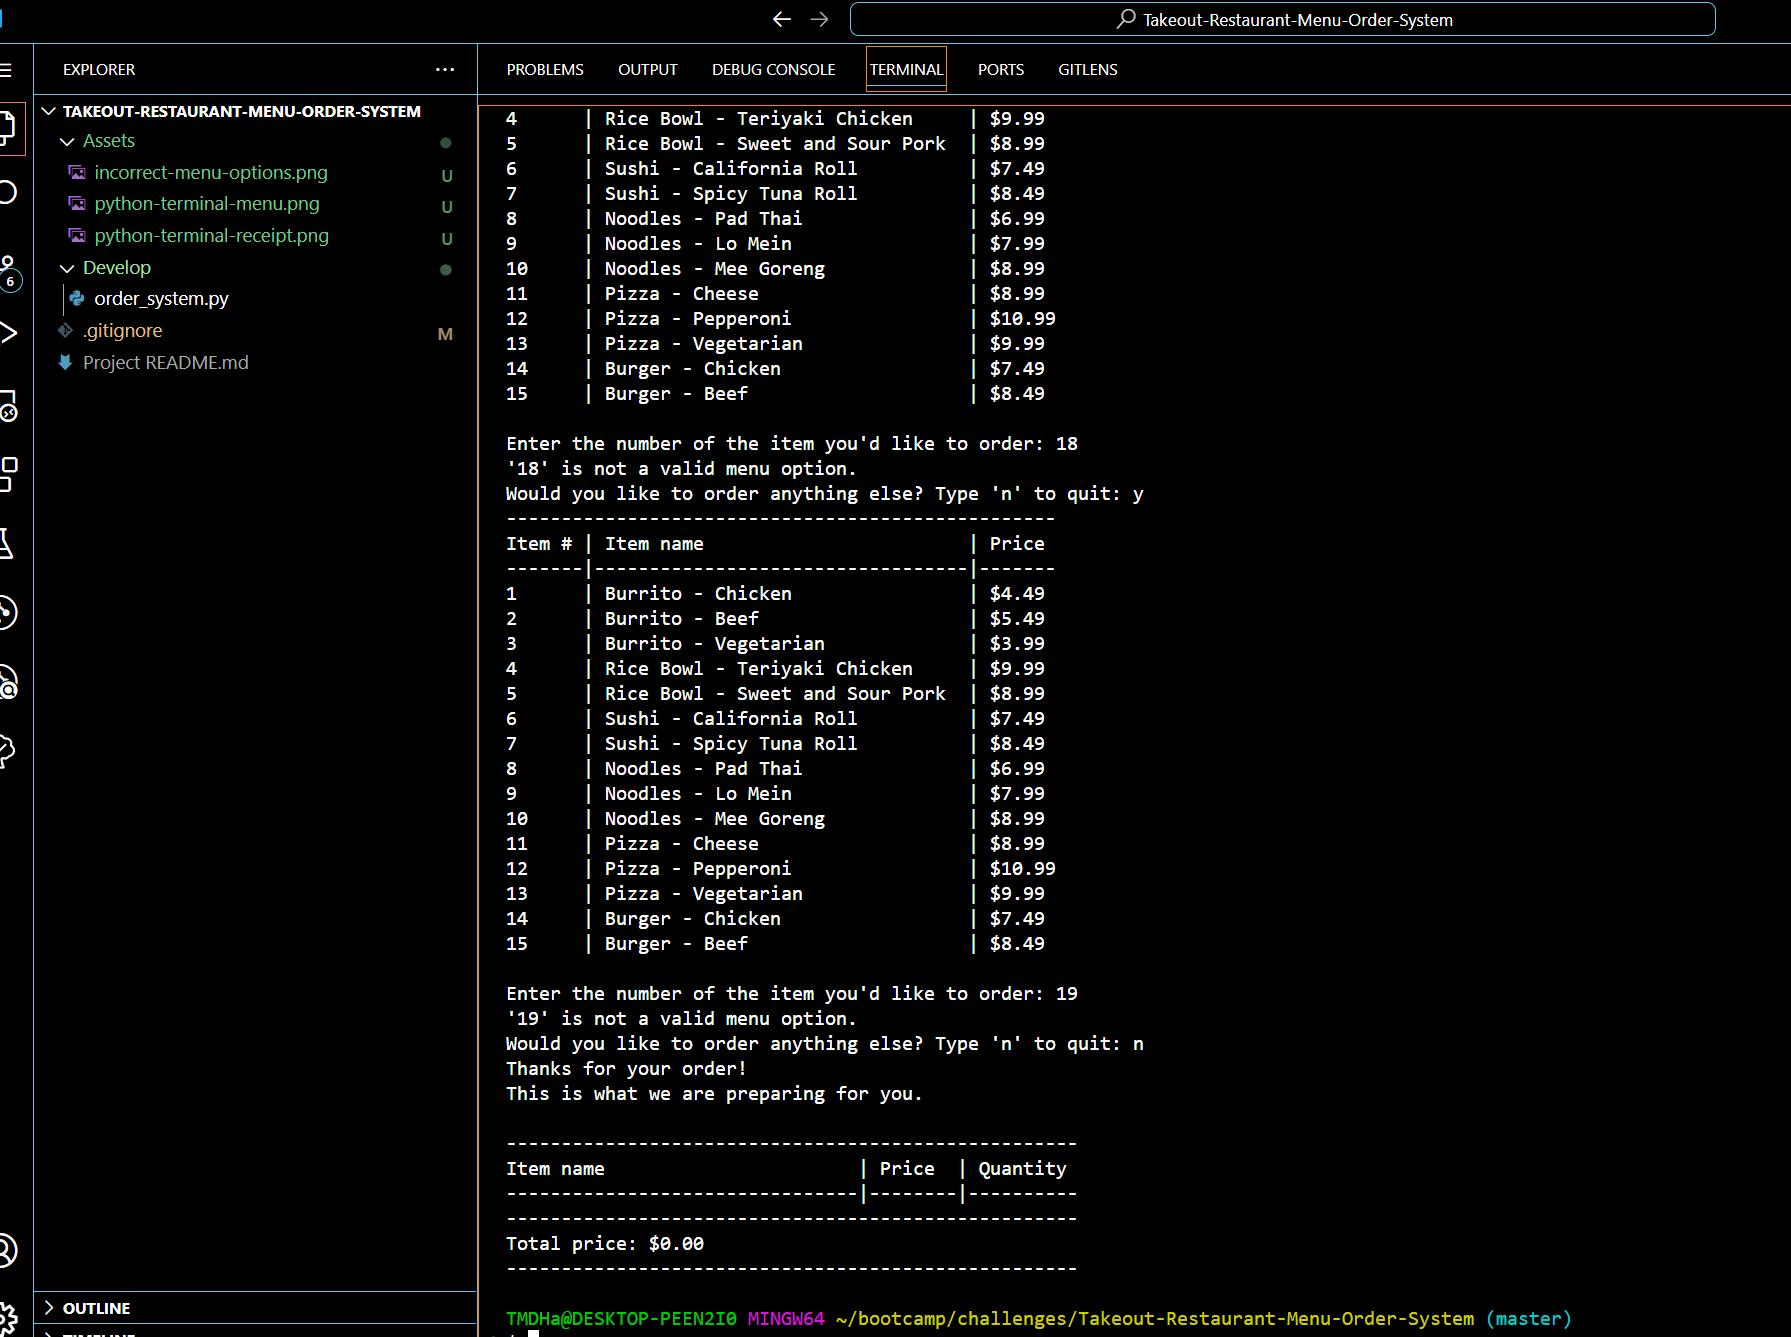 Takeout-Restaurant-Menu-Order-System
EXPLORER
PROBLEMS OUTPUT DEBUG CONSOLE TERMINAL PORTS GITLENS
TAKEOUT-RESTAURANT-MENU-ORDER-SYSTEM
Assets
incorrect-menu-options.png U
python-terminal-menu.png U
python-terminal-receipt.png U
Develop
order_system.py
.gitignore M
Project README.md
6
OUTLINE
4 | Rice Bowl - Teriyaki Chicken | $9.99
5 | Rice Bowl - Sweet and Sour Pork | $8.99
6 | Sushi - California Roll | $7.49
7 | Sushi - Spicy Tuna Roll | $8.49
8 | Noodles - Pad Thai | $6.99
9 | Noodles - Lo Mein | $7.99
10 | Noodles - Mee Goreng | $8.99
11 | Pizza - Cheese | $8.99
12 | Pizza - Pepperoni | $10.99
13 | Pizza - Vegetarian | $9.99
14 | Burger - Chicken | $7.49
15 | Burger - Beef | $8.49
Enter the number of the item you'd like to order: 18
'18' is not a valid menu option.
Would you like to order anything else? Type 'n' to quit: y
--------------------------------------------------
Item # | Item name | Price
-------|----------------------------------|-------
1 | Burrito - Chicken | $4.49
2 | Burrito - Beef | $5.49
3 | Burrito - Vegetarian | $3.99
4 | Rice Bowl - Teriyaki Chicken | $9.99
5 | Rice Bowl - Sweet and Sour Pork | $8.99
6 | Sushi - California Roll | $7.49
7 | Sushi - Spicy Tuna Roll | $8.49
8 | Noodles - Pad Thai | $6.99
9 | Noodles - Lo Mein | $7.99
10 | Noodles - Mee Goreng | $8.99
11 | Pizza - Cheese | $8.99
12 | Pizza - Pepperoni | $10.99
13 | Pizza - Vegetarian | $9.99
14 | Burger - Chicken | $7.49
15 | Burger - Beef | $8.49
Enter the number of the item you'd like to order: 19
'19' is not a valid menu option.
Would you like to order anything else? Type 'n' to quit: n
Thanks for your order!
This is what we are preparing for you.
----------------------------------------------------
Item name | Price | Quantity
--------------------------------|--------|----------
----------------------------------------------------
Total price: $0.00
----------------------------------------------------
TMDHa@DESKTOP-PEEN2I0 MINGW64 ~/bootcamp/challenges/Takeout-Restaurant-Menu-Order-System (master)